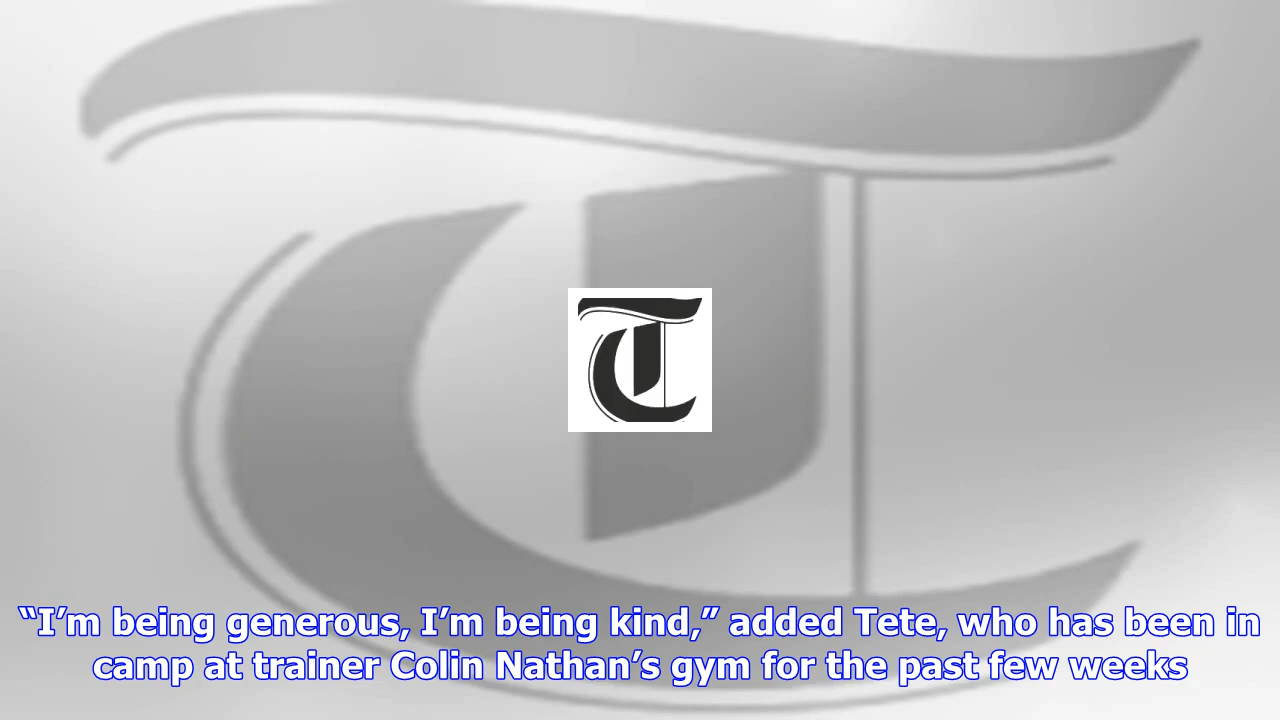 T
T
“I’m being generous, I’m being kind,” added Tete, who has been in
camp at trainer Colin Nathan’s gym for the past few weeks